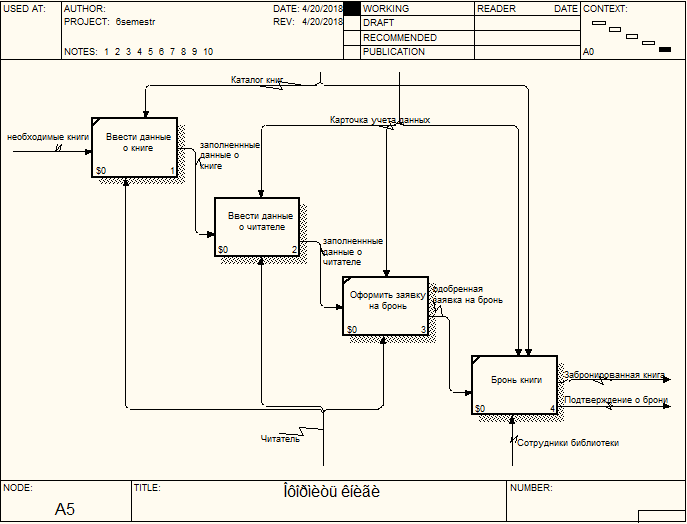 USED AT:
AUTHOR:
DATE: 4/20/2018
WORKING
READER
DATE
CONTEXT:
PROJECT: 6semestr
REV: 4/20/2018
DRAFT
RECOMMENDED
NOTES: 1 2 3 4 5 6 7 8 9 10
PUBLICATION
A0
Каталог книг
Карточка учета данных
необходимые книги
Ввести данные
о книге
$0
1
заполненнные
данные о
книге
Ввести данные
о читателе
$0
2
заполненнные
данные о
читателе
Оформить заявку
на бронь
$0
3
одобренная
заявка на бронь
Бронь книги
$0
4
Забронированная книга
Подтверждение о брони
Читатель
Сотрудники библиотеки
NODE:
TITLE:
NUMBER:
A5
Îôîðìèòü êíèãè